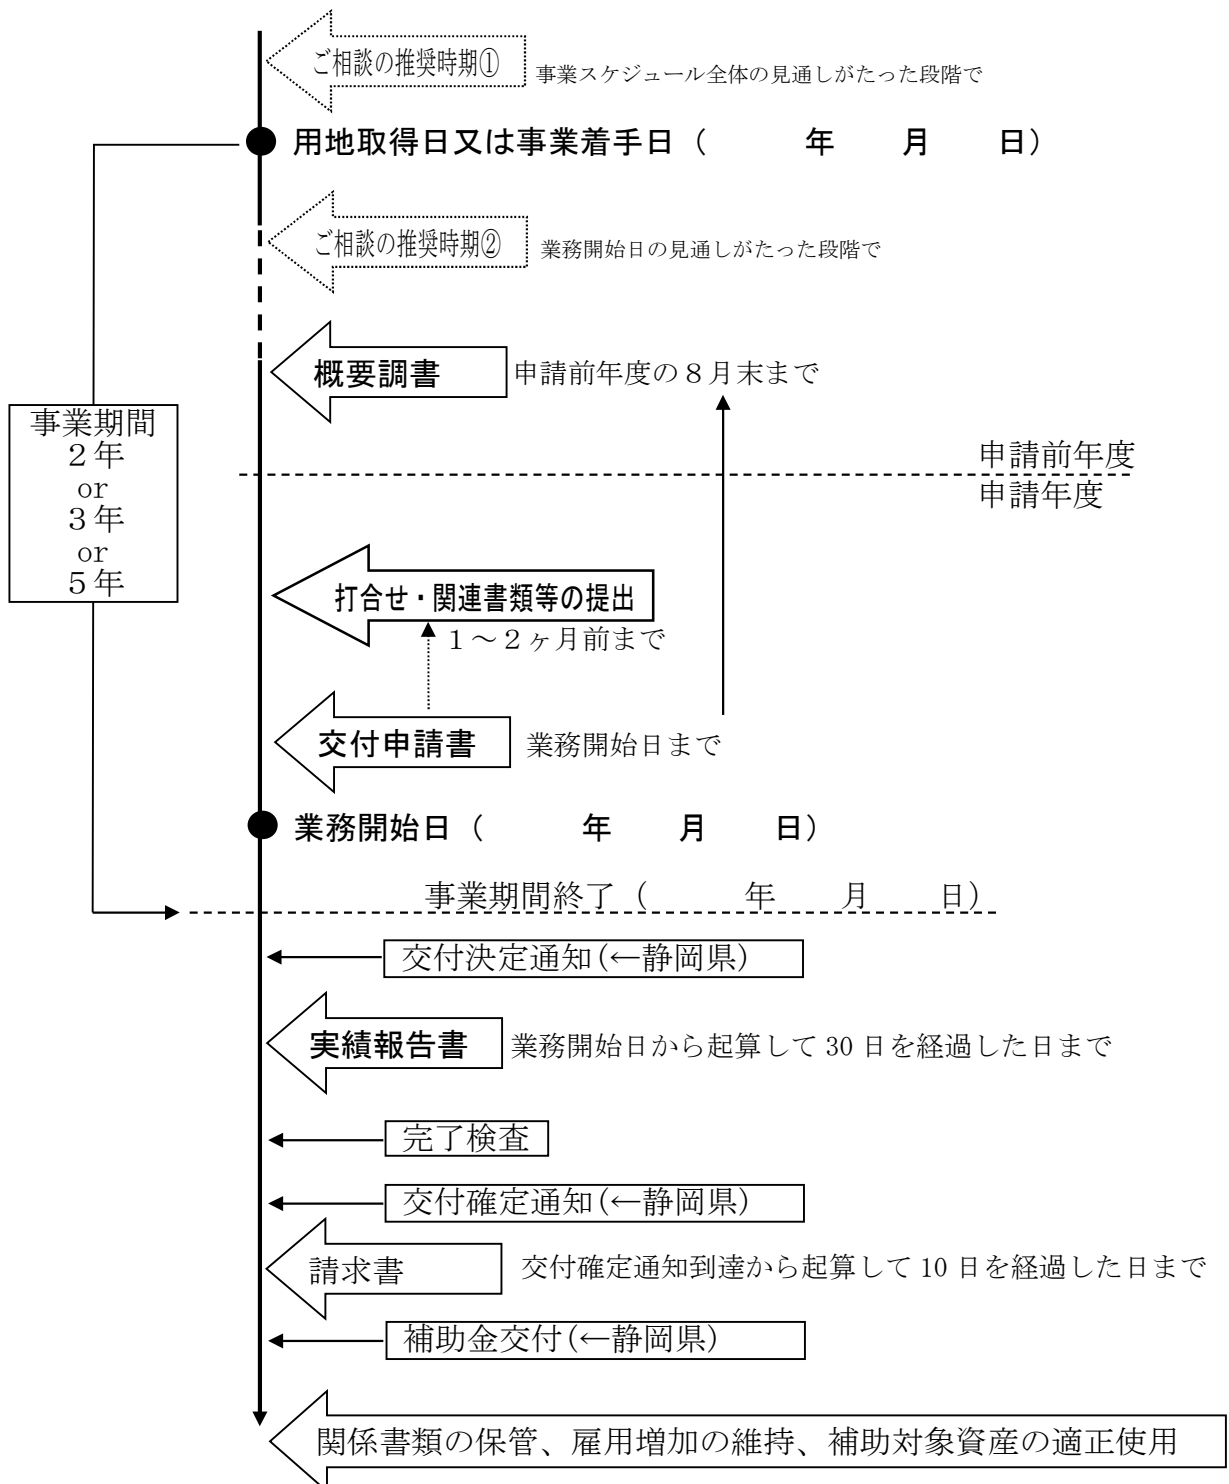 ご相談の推奨時期①
事業スケジュール全体の見通しがたった段階で
用地取得日又は事業着手日（　　　年　　月　　日）
ご相談の推奨時期②
業務開始日の見通しがたった段階で
概要調書
申請前年度の８月末まで
事業期間
２年
or
３年
or
５年
申請前年度
申請年度
打合せ・関連書類等の提出
１～２ヶ月前まで
交付申請書
業務開始日まで
業務開始日（　　　年　　月　　日）
事業期間終了（　　　年　　月　　日）
交付決定通知(←静岡県)
実績報告書
業務開始日から起算して 30 日を経過した日まで
完了検査
交付確定通知(←静岡県)
請求書
交付確定通知到達から起算して 10 日を経過した日まで
補助金交付(←静岡県)
関係書類の保管、雇用増加の維持、補助対象資産の適正使用